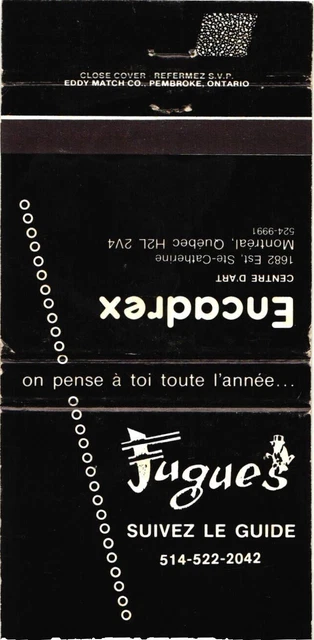 CLOSE COVER - REFERMEZ S.V.P.
EDDY MATCH CO., PEMBROKE, ONTARIO
Encadrex
CENTRE D'ART
1682 Est, Ste-Catherine
Montréal, Québec H2L 2V4
524-9991
on pense à toi toute l'année...
Jugues
SUIVEZ LE GUIDE
514-522-2042